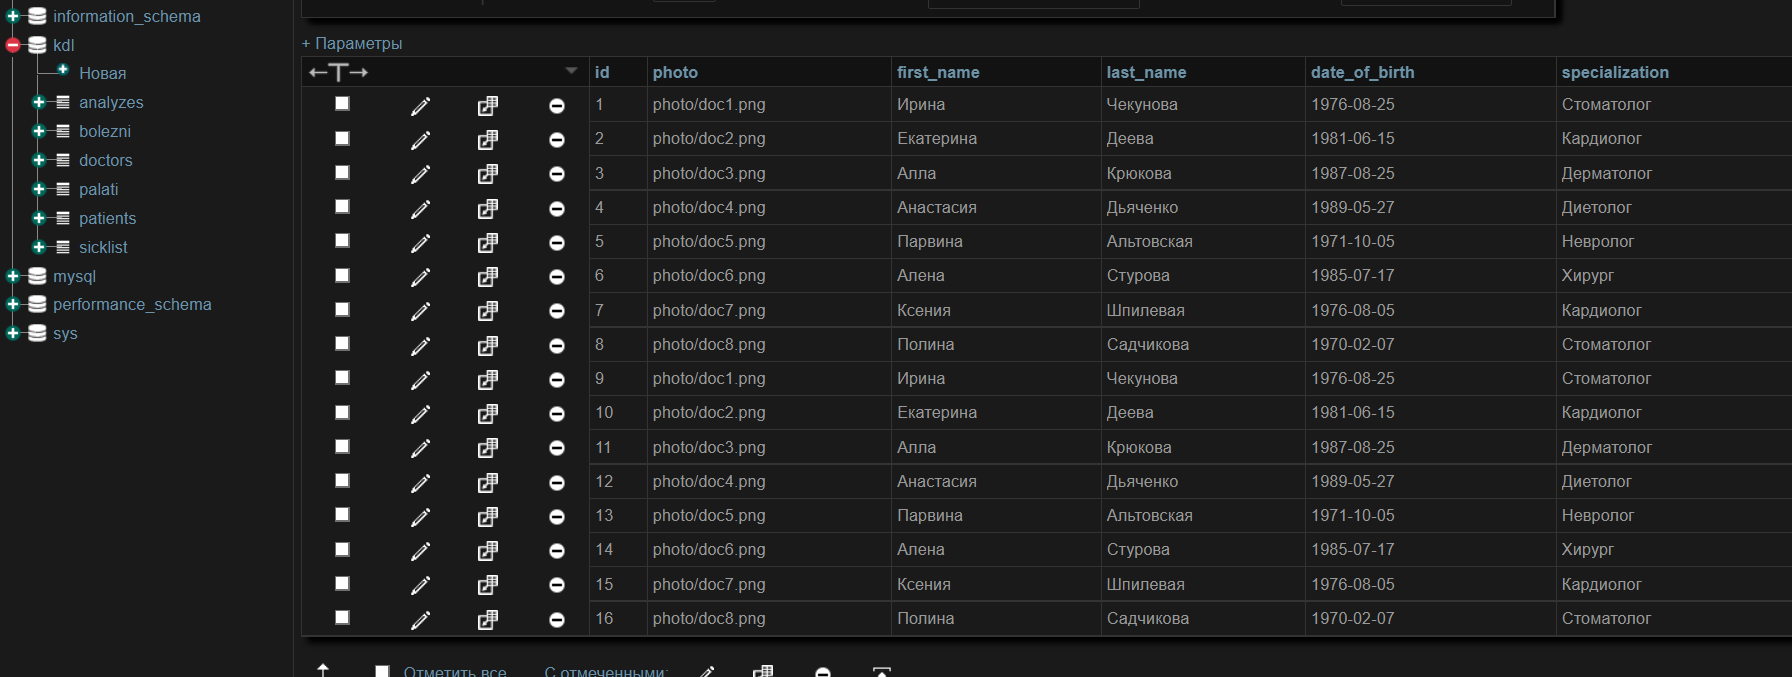 information_schema
kdl
Новая
analyzes
bolezni
doctors
palati
patients
sicklist
mysql
performance_schema
sys
+ Параметры
←T→ id photo first_name last_name date_of_birth specialization
1 photo/doc1.png Ирина Чекунова 1976-08-25 Стоматолог
2 photo/doc2.png Екатерина Деева 1981-06-15 Кардиолог
3 photo/doc3.png Алла Крюкова 1987-08-25 Дерматолог
4 photo/doc4.png Анастасия Дьяченко 1989-05-27 Диетолог
5 photo/doc5.png Парвина Альтовская 1971-10-05 Невролог
6 photo/doc6.png Алена Стурова 1985-07-17 Хирург
7 photo/doc7.png Ксения Шпилевая 1976-08-05 Кардиолог
8 photo/doc8.png Полина Садчикова 1970-02-07 Стоматолог
9 photo/doc1.png Ирина Чекунова 1976-08-25 Стоматолог
10 photo/doc2.png Екатерина Деева 1981-06-15 Кардиолог
11 photo/doc3.png Алла Крюкова 1987-08-25 Дерматолог
12 photo/doc4.png Анастасия Дьяченко 1989-05-27 Диетолог
13 photo/doc5.png Парвина Альтовская 1971-10-05 Невролог
14 photo/doc6.png Алена Стурова 1985-07-17 Хирург
15 photo/doc7.png Ксения Шпилевая 1976-08-05 Кардиолог
16 photo/doc8.png Полина Садчикова 1970-02-07 Стоматолог
Отметить все С отмеченными: